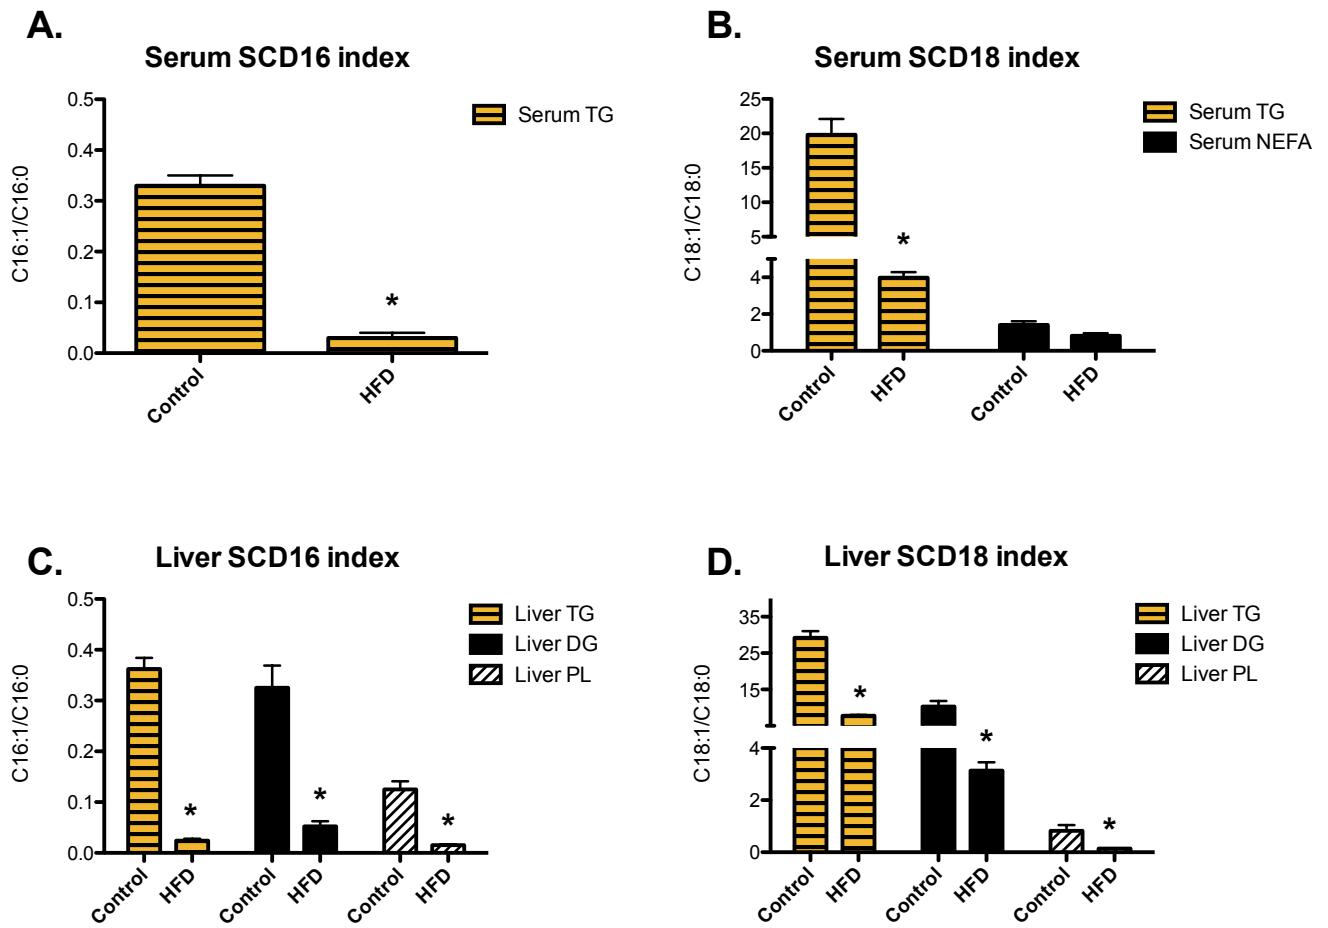 A.
Serum SCD16 index
0.5
0.4
0.3
0.2
0.1
0.0
C16:1/C16:0
Control
HFD
*
Serum TG
B.
Serum SCD18 index
25
20
15
10
5
4
2
0
C18:1/C18:0
Control
HFD
Control
HFD
*
Serum TG
Serum NEFA
C.
Liver SCD16 index
0.5
0.4
0.3
0.2
0.1
0.0
C16:1/C16:0
Control
HFD
Control
HFD
Control
HFD
*
*
*
Liver TG
Liver DG
Liver PL
D.
Liver SCD18 index
35
25
15
4
2
0
C18:1/C18:0
Control
HFD
Control
HFD
Control
HFD
*
*
*
Liver TG
Liver DG
Liver PL